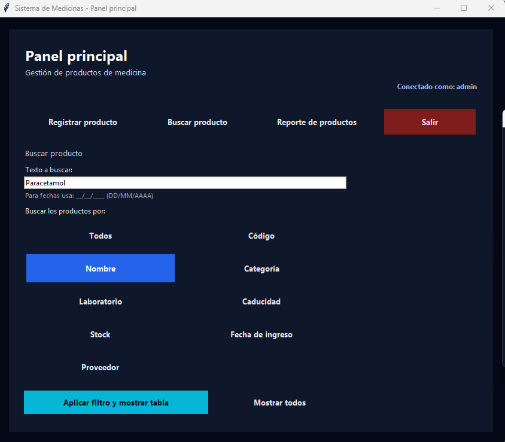 Sistema de Medicinas - Panel principal
Panel principal
Gestión de productos de medicina
Conectado como: admin
Registrar producto Buscar producto Reporte de productos Salir
Buscar producto
Texto a buscar:
Paracetamol
Para fechas usa: __/__/____ (DD/MM/AAAA)
Buscar los productos por:
Todos Código
Nombre Categoría
Laboratorio Caducidad
Stock Fecha de ingreso
Proveedor
Aplicar filtro y mostrar tabla Mostrar todos